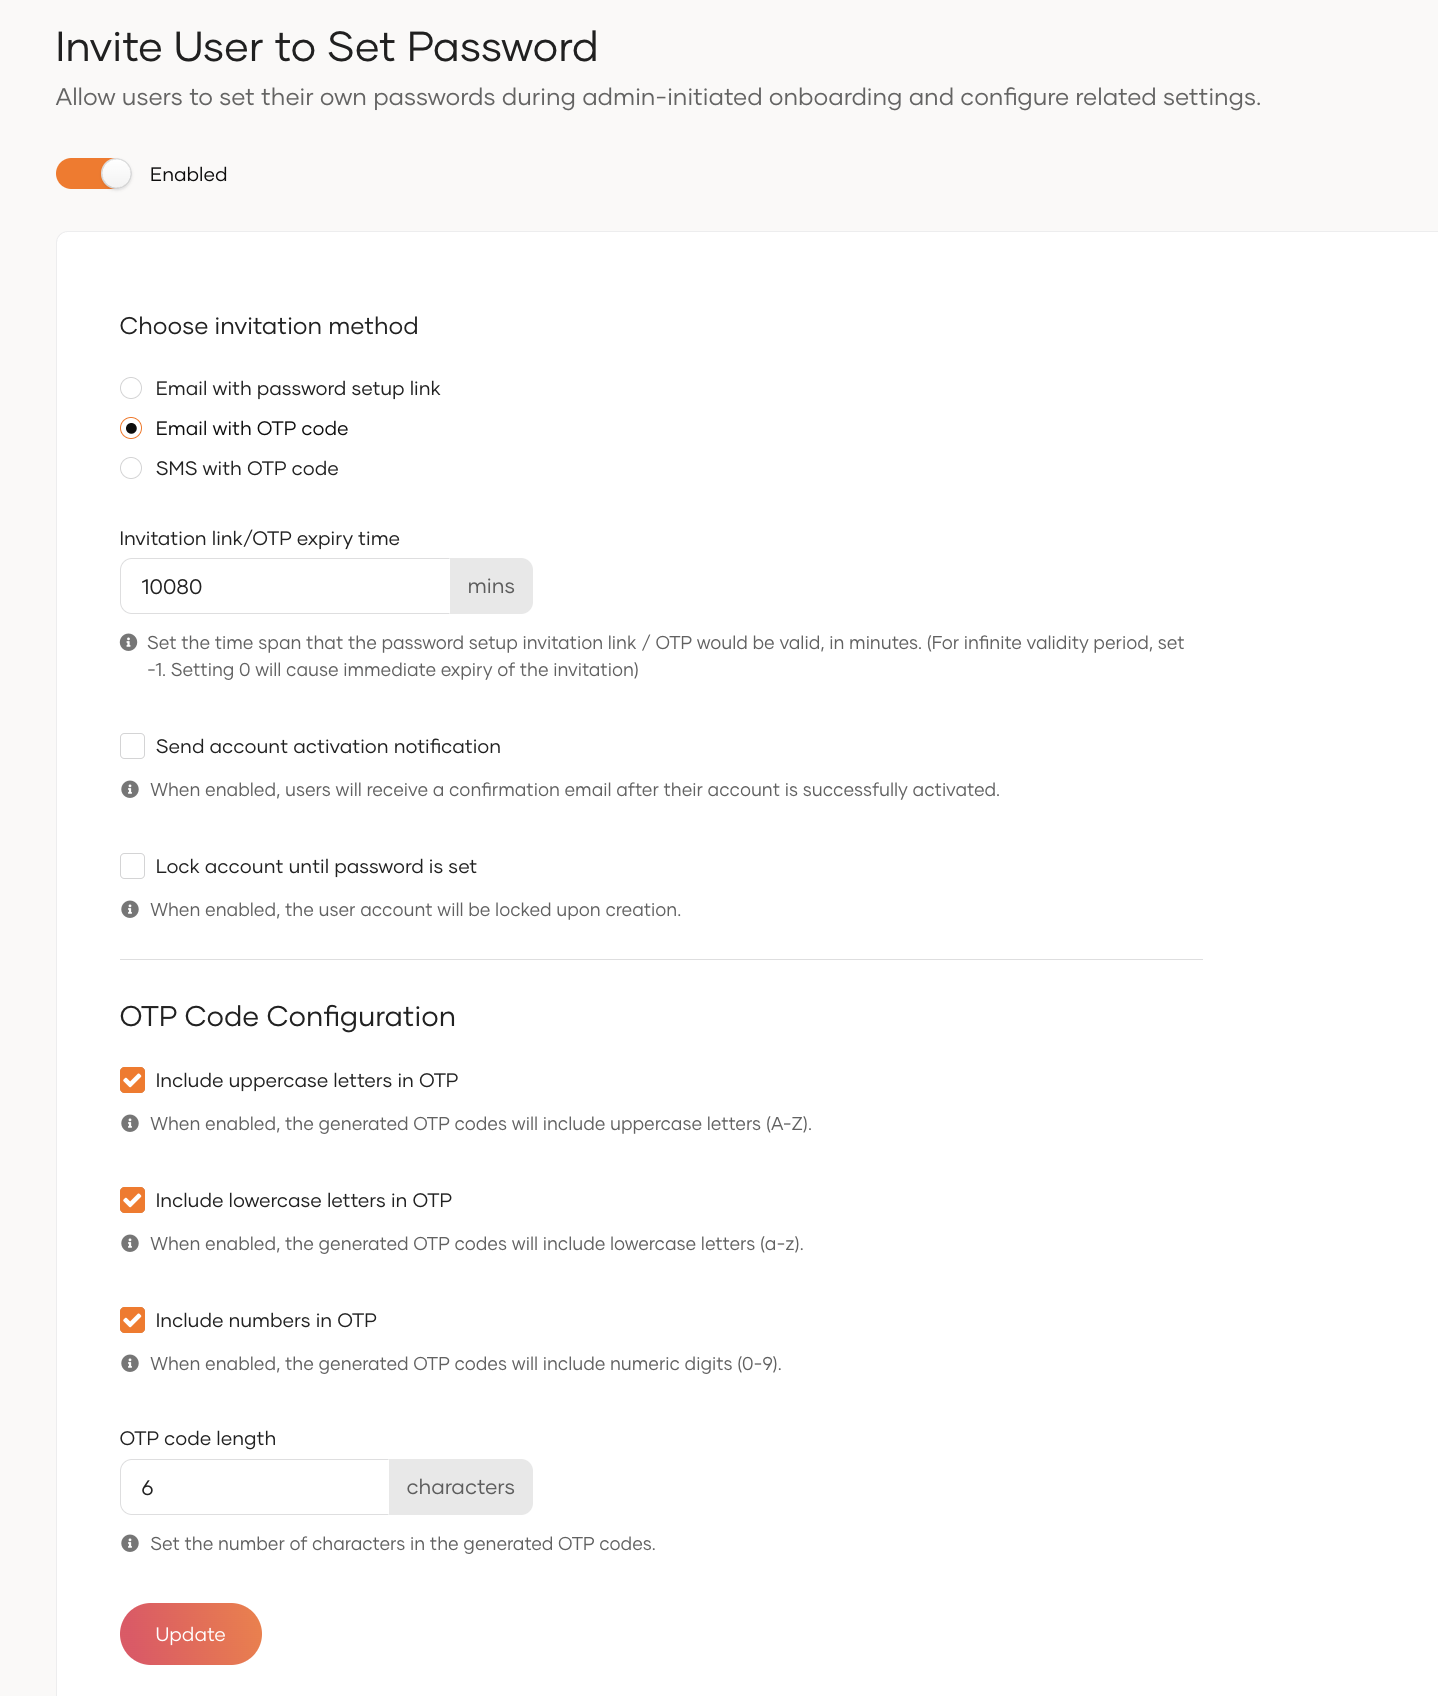 Invite User to Set Password
Allow users to set their own passwords during admin-initiated onboarding and configure related settings.
Enabled
Choose invitation method
Email with password setup link
Email with OTP code
SMS with OTP code
Invitation link/OTP expiry time
10080 mins
Set the time span that the password setup invitation link / OTP would be valid, in minutes. (For infinite validity period, set
-1. Setting 0 will cause immediate expiry of the invitation)
Send account activation notification
When enabled, users will receive a confirmation email after their account is successfully activated.
Lock account until password is set
When enabled, the user account will be locked upon creation.
OTP Code Configuration
Include uppercase letters in OTP
When enabled, the generated OTP codes will include uppercase letters (A-Z).
Include lowercase letters in OTP
When enabled, the generated OTP codes will include lowercase letters (a-z).
Include numbers in OTP
When enabled, the generated OTP codes will include numeric digits (0-9).
OTP code length
6 characters
Set the number of characters in the generated OTP codes.
Update